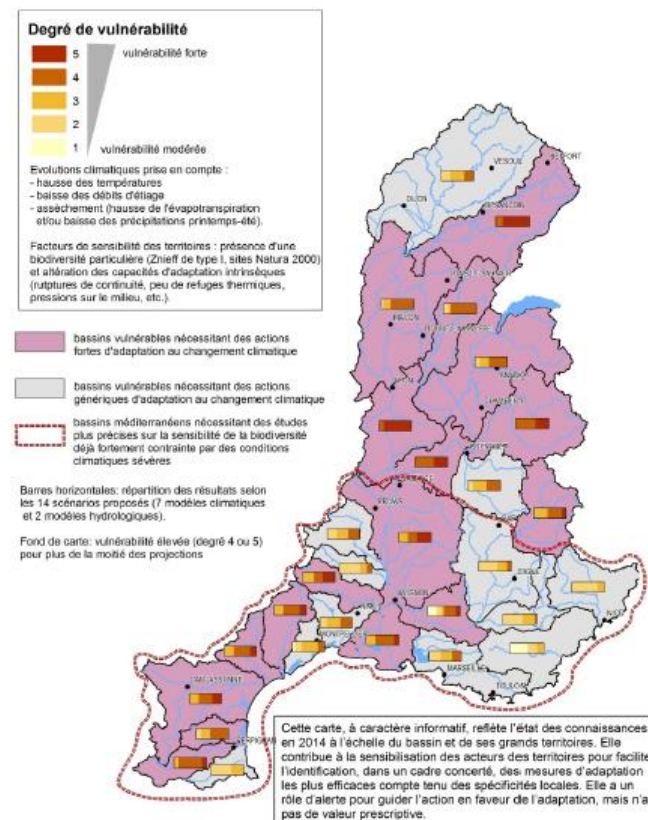 Degré de vulnérabilité
5
vulnérabilité forte
4
3
2
1
vulnérabilité modérée
Evolutions climatiques prise en compte :
- hausse des températures
- baisse des débits d'étiage
- assèchement (hausse de l'évapotranspiration
et/ou baisse des précipitations printemps-été).
Facteurs de sensibilité des territoires : présence d'une
biodiversité particulière (Znieff de type I, sites Natura 2000)
et altération des capacités d'adaptation intrinsèques
(rutptures de continuité, peu de refuges thermiques,
pressions sur le milieu, etc.).
bassins vulnérables nécessitant des actions
fortes d'adaptation au changement climatique
bassins vulnérables nécessitant des actions
génériques d'adaptation au changement climatique
bassins méditerranéens nécessitant des études
plus précises sur la sensibilité de la biodiversité
déjà fortement contrainte par des conditions
climatiques sévères
Barres horizontales: répartition des résultats selon
les 14 scénarios proposés (7 modèles climatiques
et 2 modèles hydrologiques).
Fond de carte: vulnérabilité élevée (degré 4 ou 5)
pour plus de la moitié des projections
BELFORT
VESOUL
DIJON
BESANCON
MACON
CHAMBERY
PRIVAS
AVIGNON
MARSEILLE
TOULON
NICE
CARCASSONNE
PERPIGNAN
Cette carte, à caractère informatif, reflète l'état des connaissances
en 2014 à l'échelle du bassin et de ses grands territoires. Elle
contribue à la sensibilisation des acteurs des territoires pour facilite
l'identification, dans un cadre concerté, des mesures d'adaptation
les plus efficaces compte tenu des spécificités locales. Elle a un
rôle d'alerte pour guider l'action en faveur de l'adaptation, mais n'a
pas de valeur prescriptive.